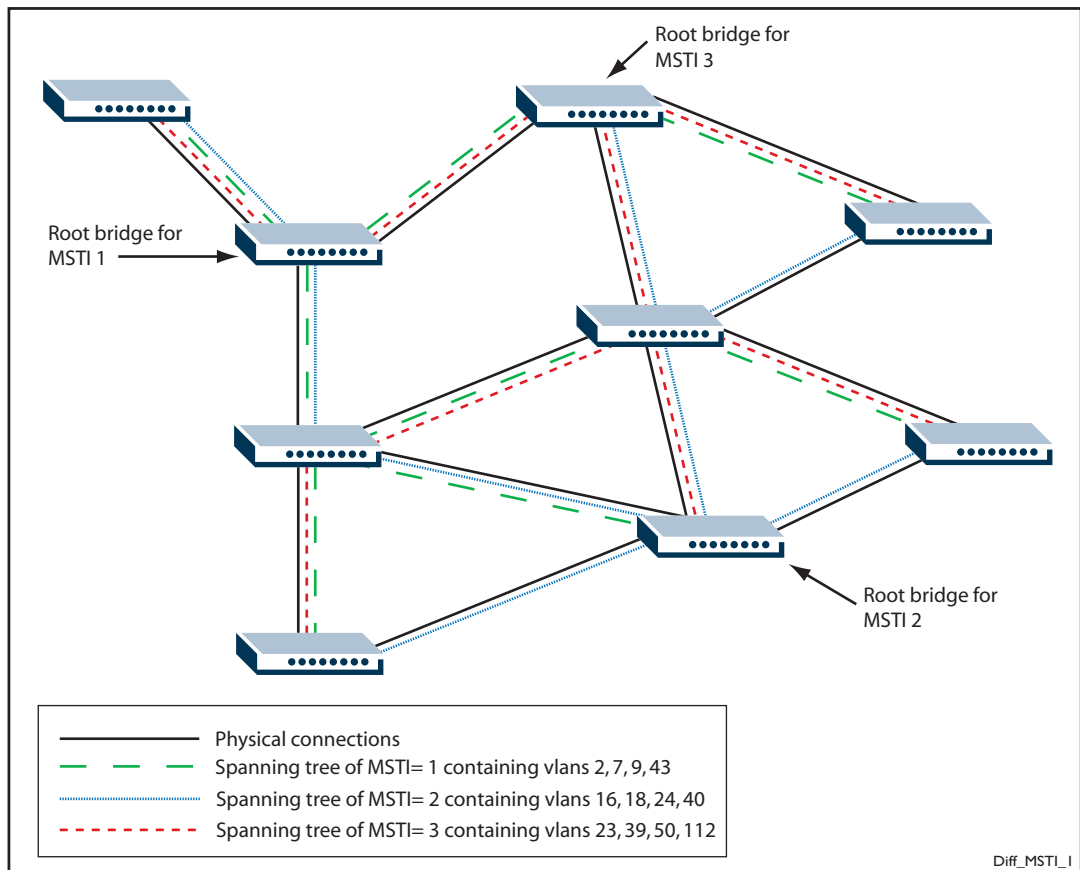 Root bridge for
MSTI 3
Root bridge for
MSTI 1
Root bridge for
MSTI 2
Physical connections
Spanning tree of MSTI= 1 containing vlans 2, 7, 9, 43
Spanning tree of MSTI= 2 containing vlans 16, 18, 24, 40
Spanning tree of MSTI= 3 containing vlans 23, 39, 50, 112
Diff_MSTI_1